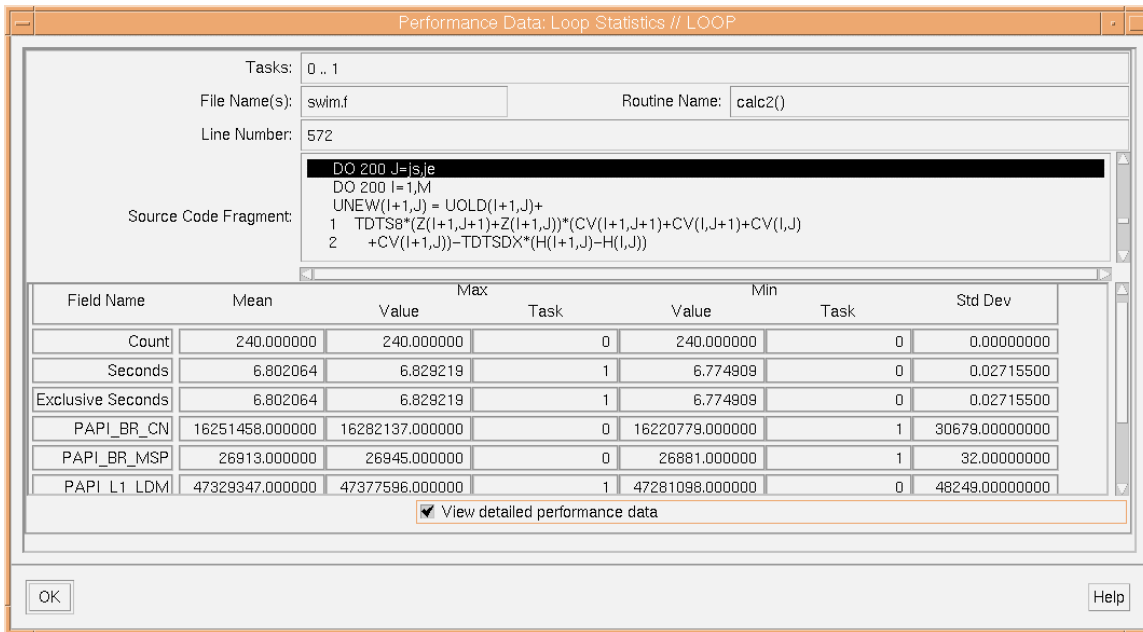 Performance Data: Loop Statistics // LOOP
Tasks: 0 .. 1
File Name(s): swim.f Routine Name: calc2()
Line Number: 572
Source Code Fragment:
DO 200 J=js,je
DO 200 I=1,M
UNEW(I+1,J) = UOLD(I+1,J)+
1 TDTS8*(Z(I+1,J+1)+Z(I+1,J))*(CV(I+1,J+1)+CV(I,J+1)+CV(I,J)
2 +CV(I+1,J))-TDTSDX*(H(I+1,J)-H(I,J))
Field Name Mean Max Min Std Dev
Value Task Value Task
Count 240.000000 240.000000 0 240.000000 0 0.00000000
Seconds 6.802064 6.829219 1 6.774909 0 0.02715500
Exclusive Seconds 6.802064 6.829219 1 6.774909 0 0.02715500
PAPI_BR_CN 16251458.000000 16282137.000000 0 16220779.000000 1 30679.00000000
PAPI_BR_MSP 26913.000000 26945.000000 0 26881.000000 1 32.00000000
PAPI_L1_LDM 47329347.000000 47377596.000000 1 47281098.000000 0 48249.00000000
View detailed performance data
OK Help